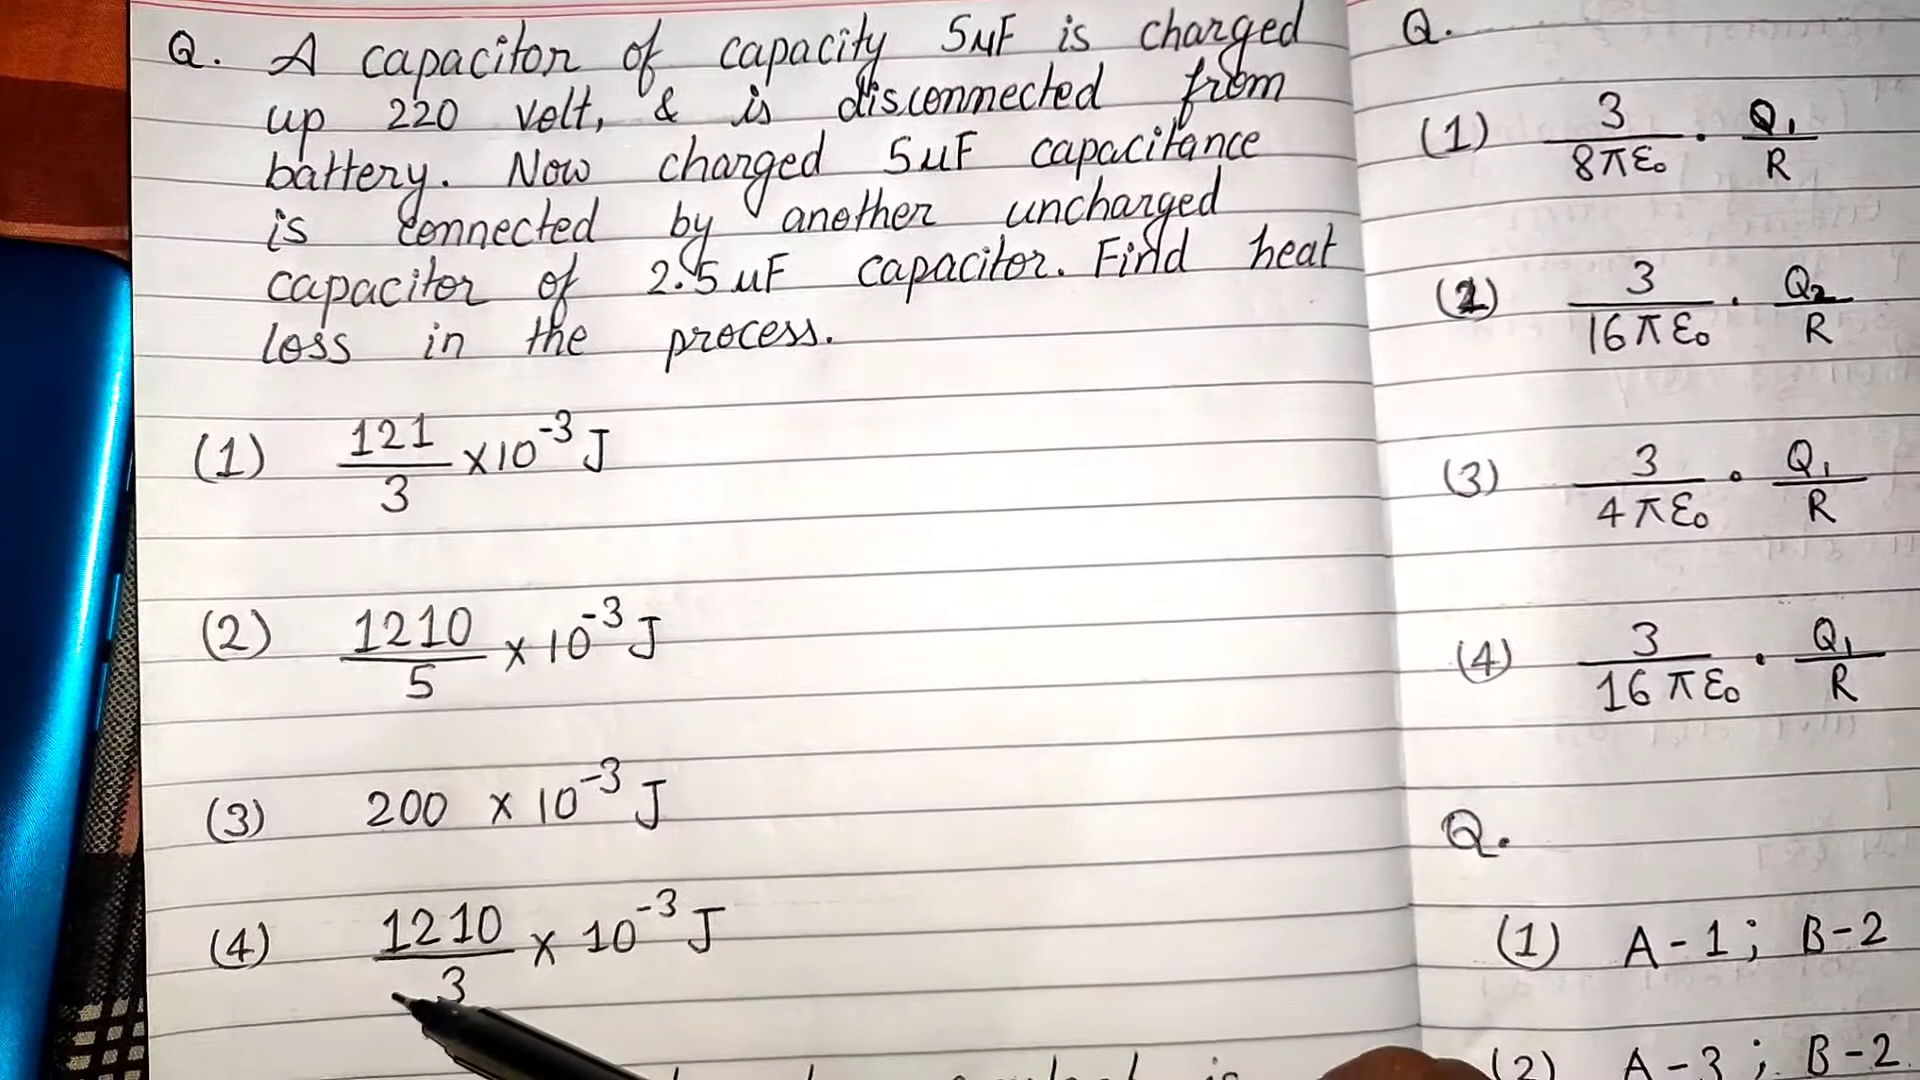 Q. A capacitor of capacity 5μF is charged
up 220 volt, & is disconnected from
battery. Now charged 5μF capacitance
is connected by another uncharged
capacitor of 2.5μF capacitor. Find heat
loss in the process.
(1) 121/3 ×10⁻³ J
(2) 1210/5 × 10⁻³ J
(3) 200 × 10⁻³ J
(4) 1210/3 × 10⁻³ J
is
Q.
(1) 3/8πε₀ · Q₁/R
(2) 3/16πε₀ · Q₂/R
(3) 3/4πε₀ · Q₁/R
(4) 3/16πε₀ · Q₁/R
Q.
(1) A-1; B-2
(2) A-3; B-2